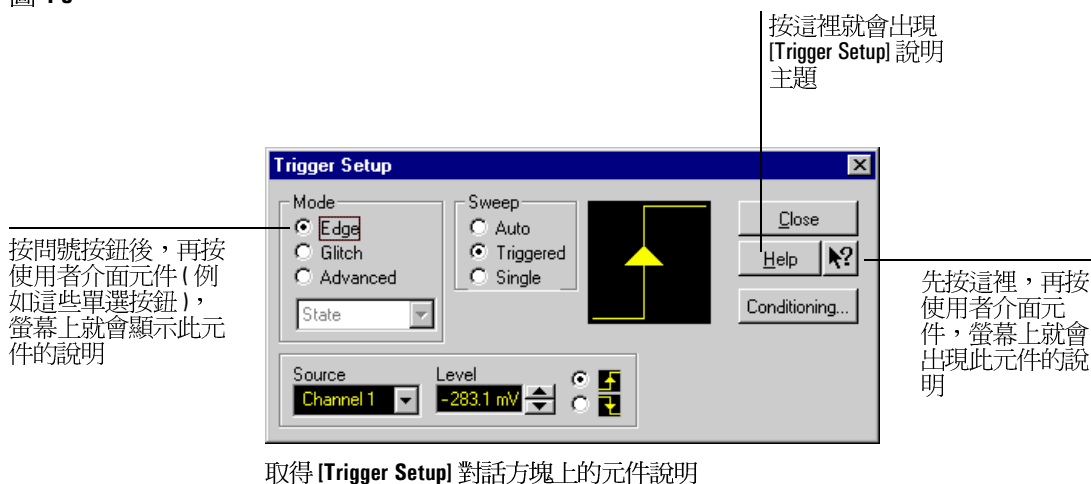 按這裡就會出現
[Trigger Setup] 說明
主題
Trigger Setup
Mode
Edge
Glitch
Advanced
State
Sweep
Auto
Triggered
Single
Close
Help
?
Conditioning...
Source
Channel 1
Level
-283.1 mV
按問號按鈕後，再按
使用者介面元件 ( 例
如這些單選按鈕 )，
螢幕上就會顯示此元
件的說明
先按這裡，再按
使用者介面元
件，螢幕上就會
出現此元件的說
明
取得 [Trigger Setup] 對話方塊上的元件說明